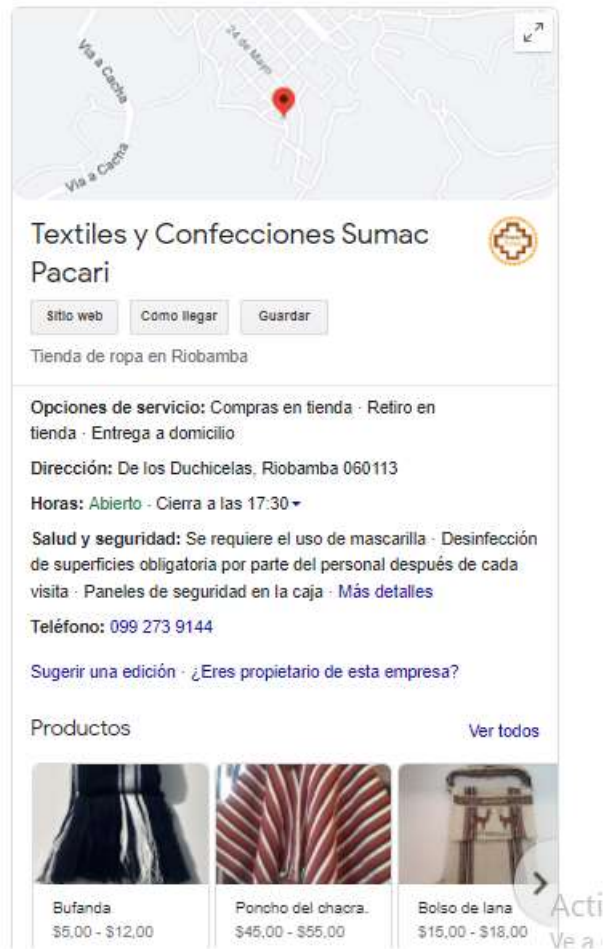 24 de Mayo
Via a Cacha
Via a Cacha
Textiles y Confecciones Sumac
Pacari
Sitio web
Cómo llegar
Guardar
Tienda de ropa en Riobamba
Opciones de servicio: Compras en tienda · Retiro en
tienda · Entrega a domicilio
Dirección: De los Duchicelas, Riobamba 060113
Horas: Abierto · Cierra a las 17:30
Salud y seguridad: Se requiere el uso de mascarilla · Desinfección
de superficies obligatoria por parte del personal después de cada
visita · Paneles de seguridad en la caja · Más detalles
Teléfono: 099 273 9144
Sugerir una edición · ¿Eres propietario de esta empresa?
Productos
Ver todos
Bufanda
Poncho del chacra.
Bolso de lana
$5,00 - $12,00
$45,00 - $55,00
$15,00 - $18,00
Acti
Ve a